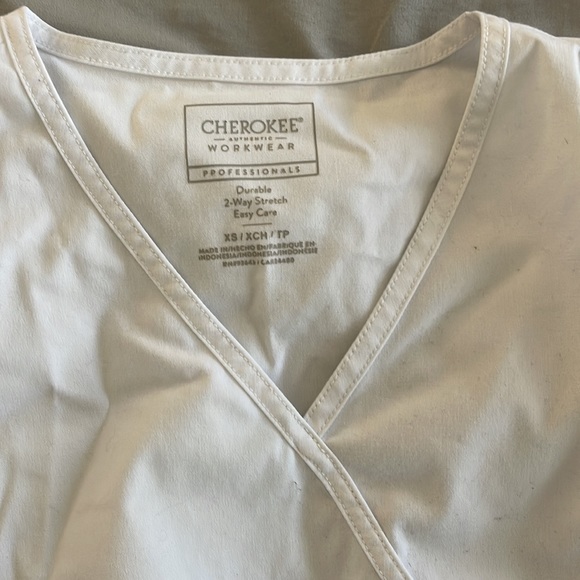 CHEROKEE®
AUTHENTIC
WORKWEAR
PROFESSIONALS
Durable
2-Way Stretch
Easy Care
XS / XCH / TP
MADE IN/HECHO EN/FABRIQUE EN
INDONESIA/INDONESIA/INDONESIE